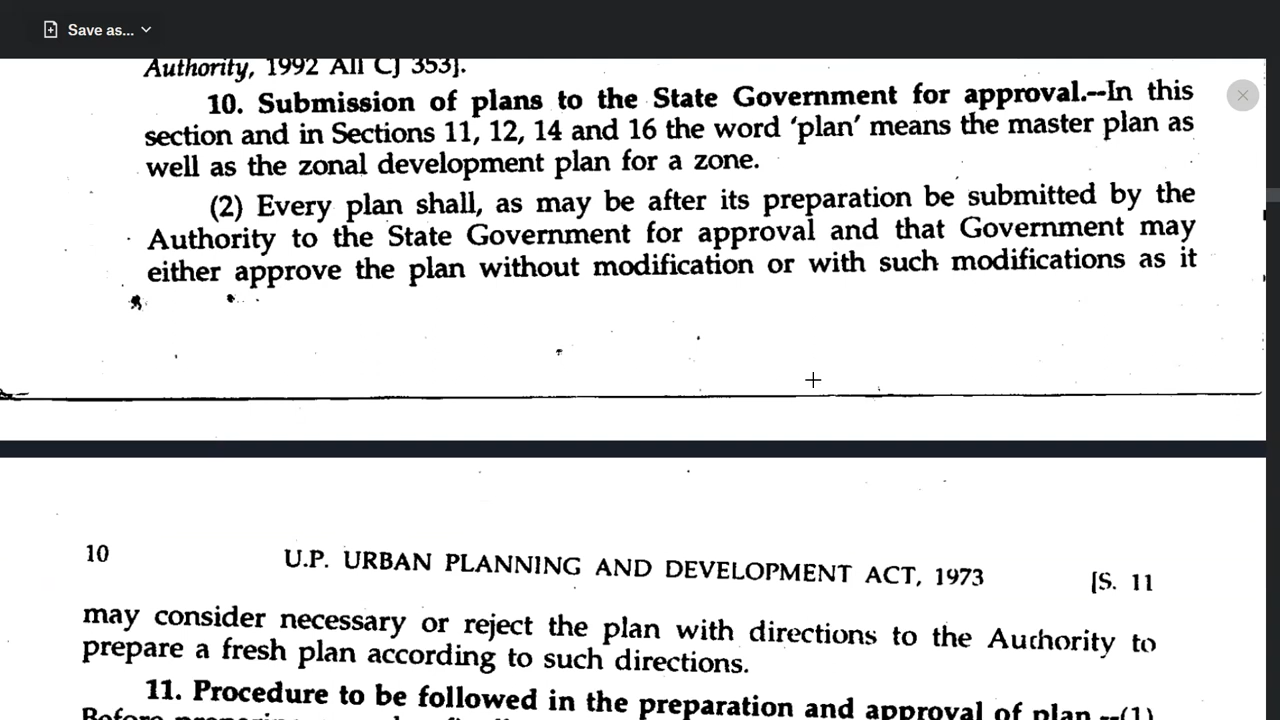 Save as...
Authority, 1992 All CJ 353].
10. Submission of plans to the State Government for approval.--In this
section and in Sections 11, 12, 14 and 16 the word 'plan' means the master plan as
well as the zonal development plan for a zone.
(2) Every plan shall, as may be after its preparation be submitted by the
Authority to the State Government for approval and that Government may
either approve the plan without modification or with such modifications as it
10 U.P. URBAN PLANNING AND DEVELOPMENT ACT, 1973 [S. 11
may consider necessary or reject the plan with directions to the Authority to
prepare a fresh plan according to such directions.
11. Procedure to be followed in the preparation and approval of plan.--(1)
Before